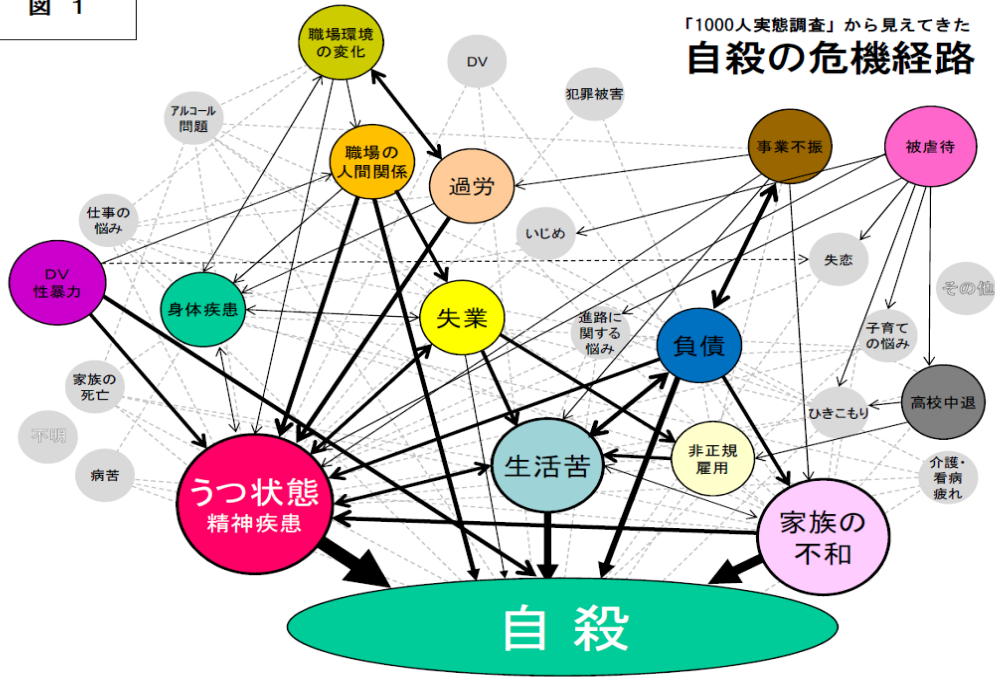 図 1
「1000人実態調査」から見えてきた
自殺の危機経路
職場環境
の変化
DV
犯罪被害
アルコール
問題
職場の
人間関係
過労
事業不振
被虐待
仕事の
悩み
いじめ
失恋
DV
性暴力
身体疾患
失業
進路に
関する
悩み
負債
その他
子育て
の悩み
家族の
死亡
ひきこもり
高校中退
不明
病苦
うつ状態
精神疾患
生活苦
非正規
雇用
介護・
看病
疲れ
家族の
不和
自殺